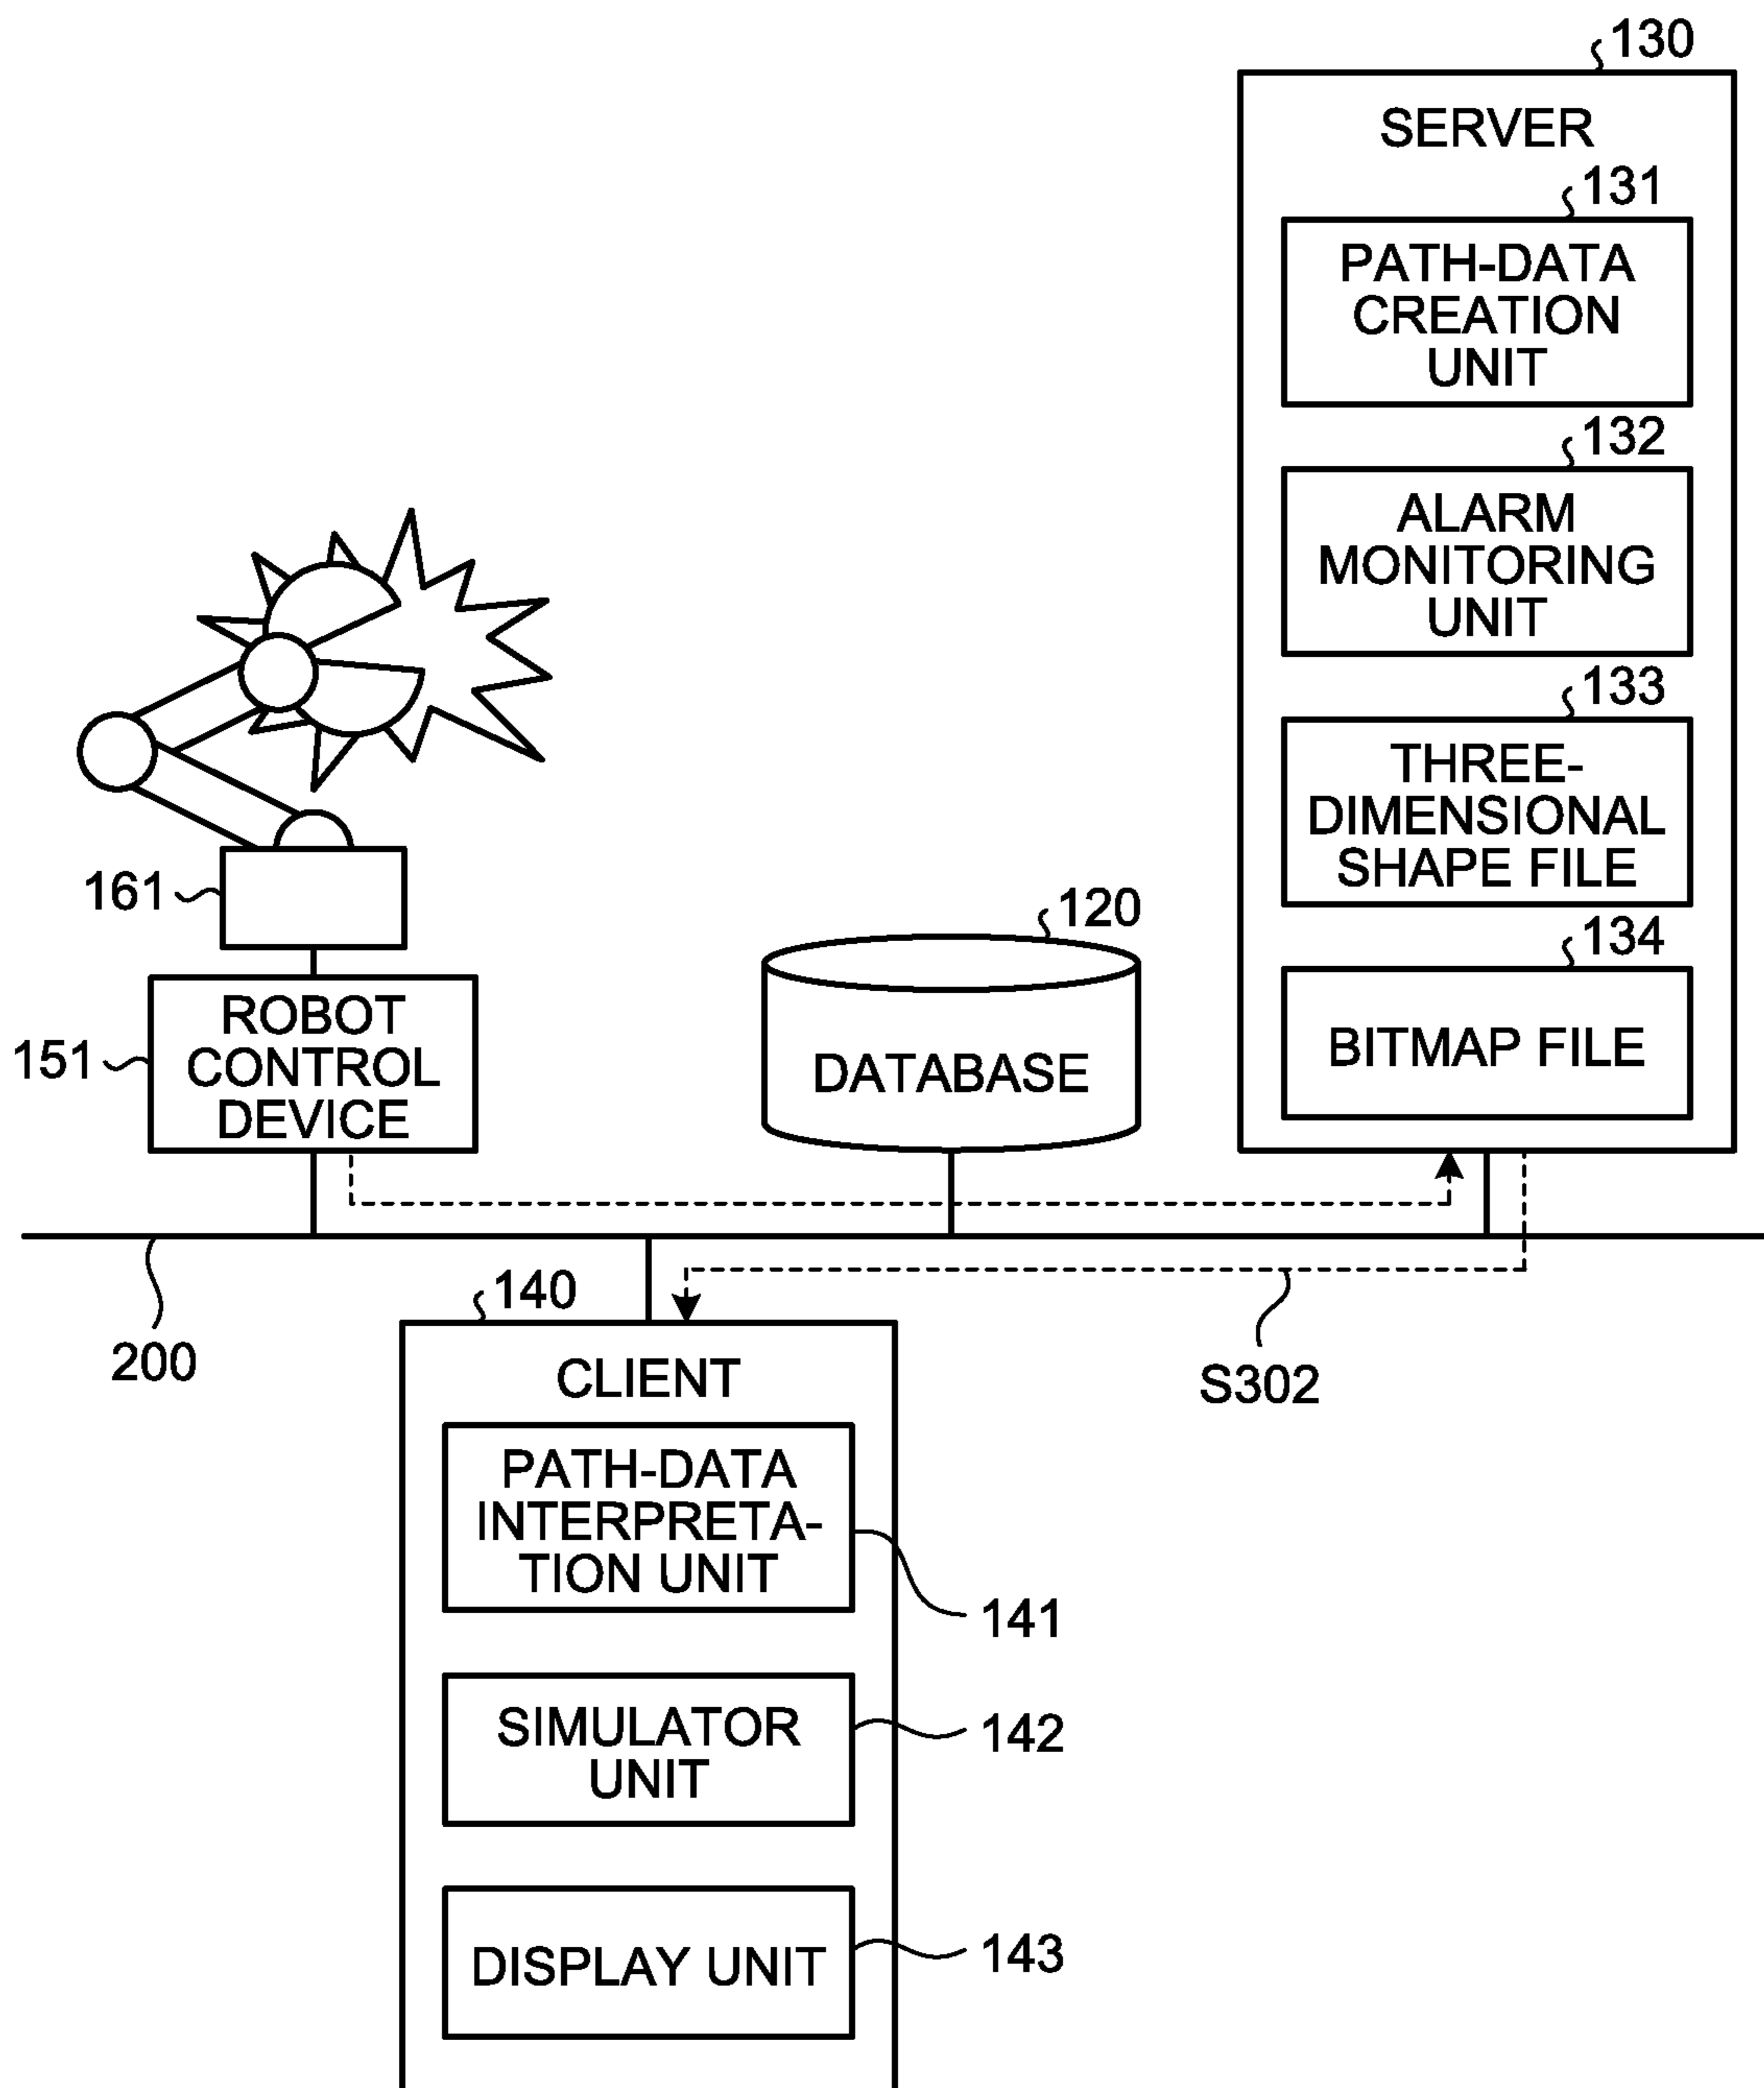 130
SERVER
131
PATH-DATA
CREATION
UNIT
132
ALARM
MONITORING
UNIT
133
THREE-
DIMENSIONAL
SHAPE FILE
134
BITMAP FILE
161
151
ROBOT
CONTROL
DEVICE
120
DATABASE
200
S302
140
CLIENT
PATH-DATA
INTERPRETA-
TION UNIT
141
SIMULATOR
UNIT
142
DISPLAY UNIT
143